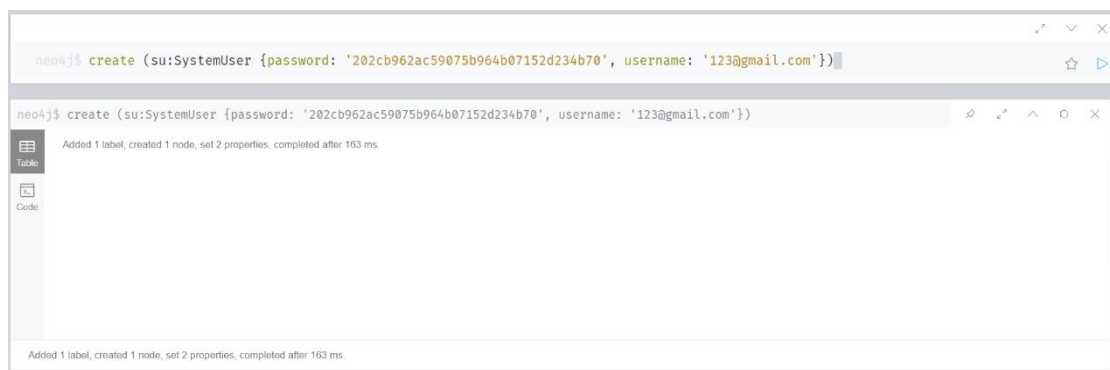 neo4j$ create (su:SystemUser {password: '202cb962ac59075b964b07152d234b70', username: '123@gmail.com'})
neo4j$ create (su:SystemUser {password: '202cb962ac59075b964b07152d234b70', username: '123@gmail.com'})
Table
Added 1 label, created 1 node, set 2 properties, completed after 163 ms.
Code
Added 1 label, created 1 node, set 2 properties, completed after 163 ms.